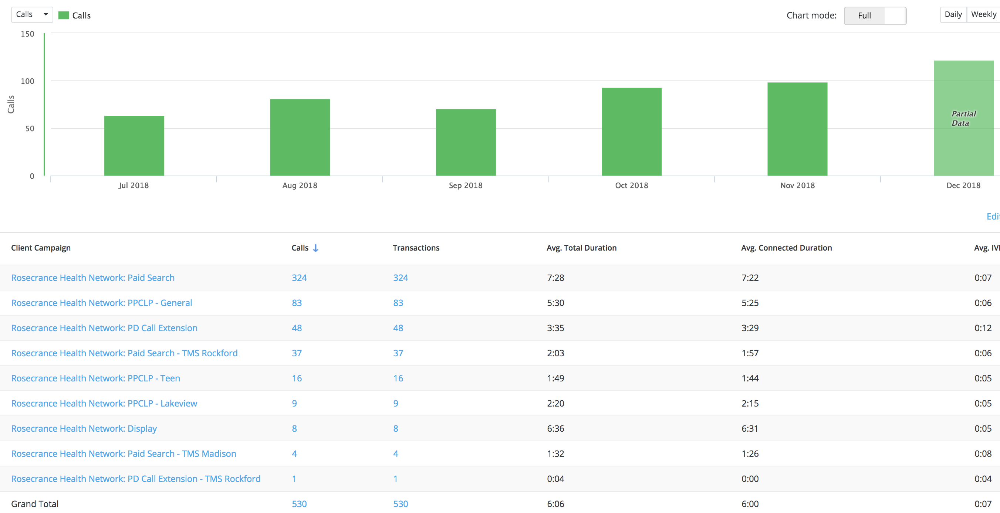 Calls Calls Chart mode: Full Daily Weekly
150
100
50
0
Calls
Partial
Data
Jul 2018 Aug 2018 Sep 2018 Oct 2018 Nov 2018 Dec 2018
Client Campaign Calls Transactions Avg. Total Duration Avg. Connected Duration Avg.
Rosecrance Health Network: Paid Search 324 324 7:28 7:22 0:07
Rosecrance Health Network: PPCLP - General 83 83 5:30 5:25 0:06
Rosecrance Health Network: PD Call Extension 48 48 3:35 3:29 0:12
Rosecrance Health Network: Paid Search - TMS Rockford 37 37 2:03 1:57 0:06
Rosecrance Health Network: PPCLP - Teen 16 16 1:49 1:44 0:05
Rosecrance Health Network: PPCLP - Lakeview 9 9 2:20 2:15 0:05
Rosecrance Health Network: Display 8 8 6:36 6:31 0:05
Rosecrance Health Network: Paid Search - TMS Madison 4 4 1:32 1:26 0:08
Rosecrance Health Network: PD Call Extension - TMS Rockford 1 1 0:04 0:00 0:04
Grand Total 530 530 6:06 6:00 0:07